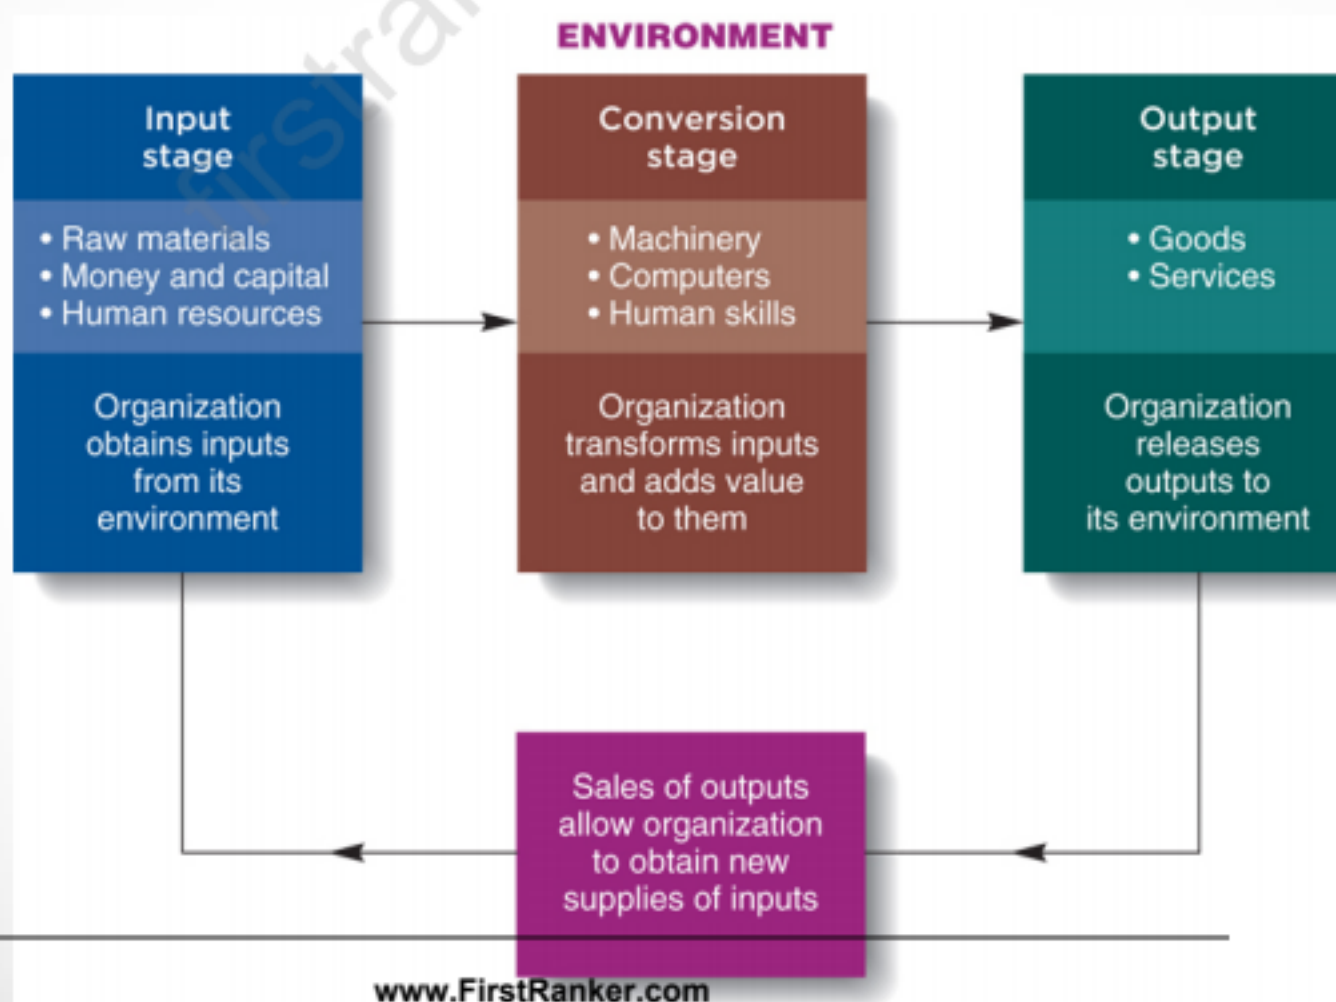 ENVIRONMENT
Input
stage
• Raw materials
• Money and capital
• Human resources
Organization
obtains inputs
from its
environment
Conversion
stage
• Machinery
• Computers
• Human skills
Organization
transforms inputs
and adds value
to them
Output
stage
• Goods
• Services
Organization
releases
outputs to
its environment
Sales of outputs
allow organization
to obtain new
supplies of inputs
www.FirstRanker.com